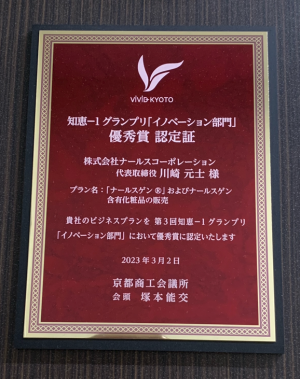 ViViD-KYOTO
知恵−1グランプリ「イノベーション部門」
優秀賞 認定証
株式会社ナールスコーポレーション
代表取締役 川崎 元士 様
プラン名：「ナールスゲン®」およびナールスゲン
含有化粧品の販売
貴社のビジネスプランを 第3回知恵−1グランプリ
「イノベーション部門」において優秀賞に認定いたします
2023年3月2日
京都商工会議所
会頭 塚本能交